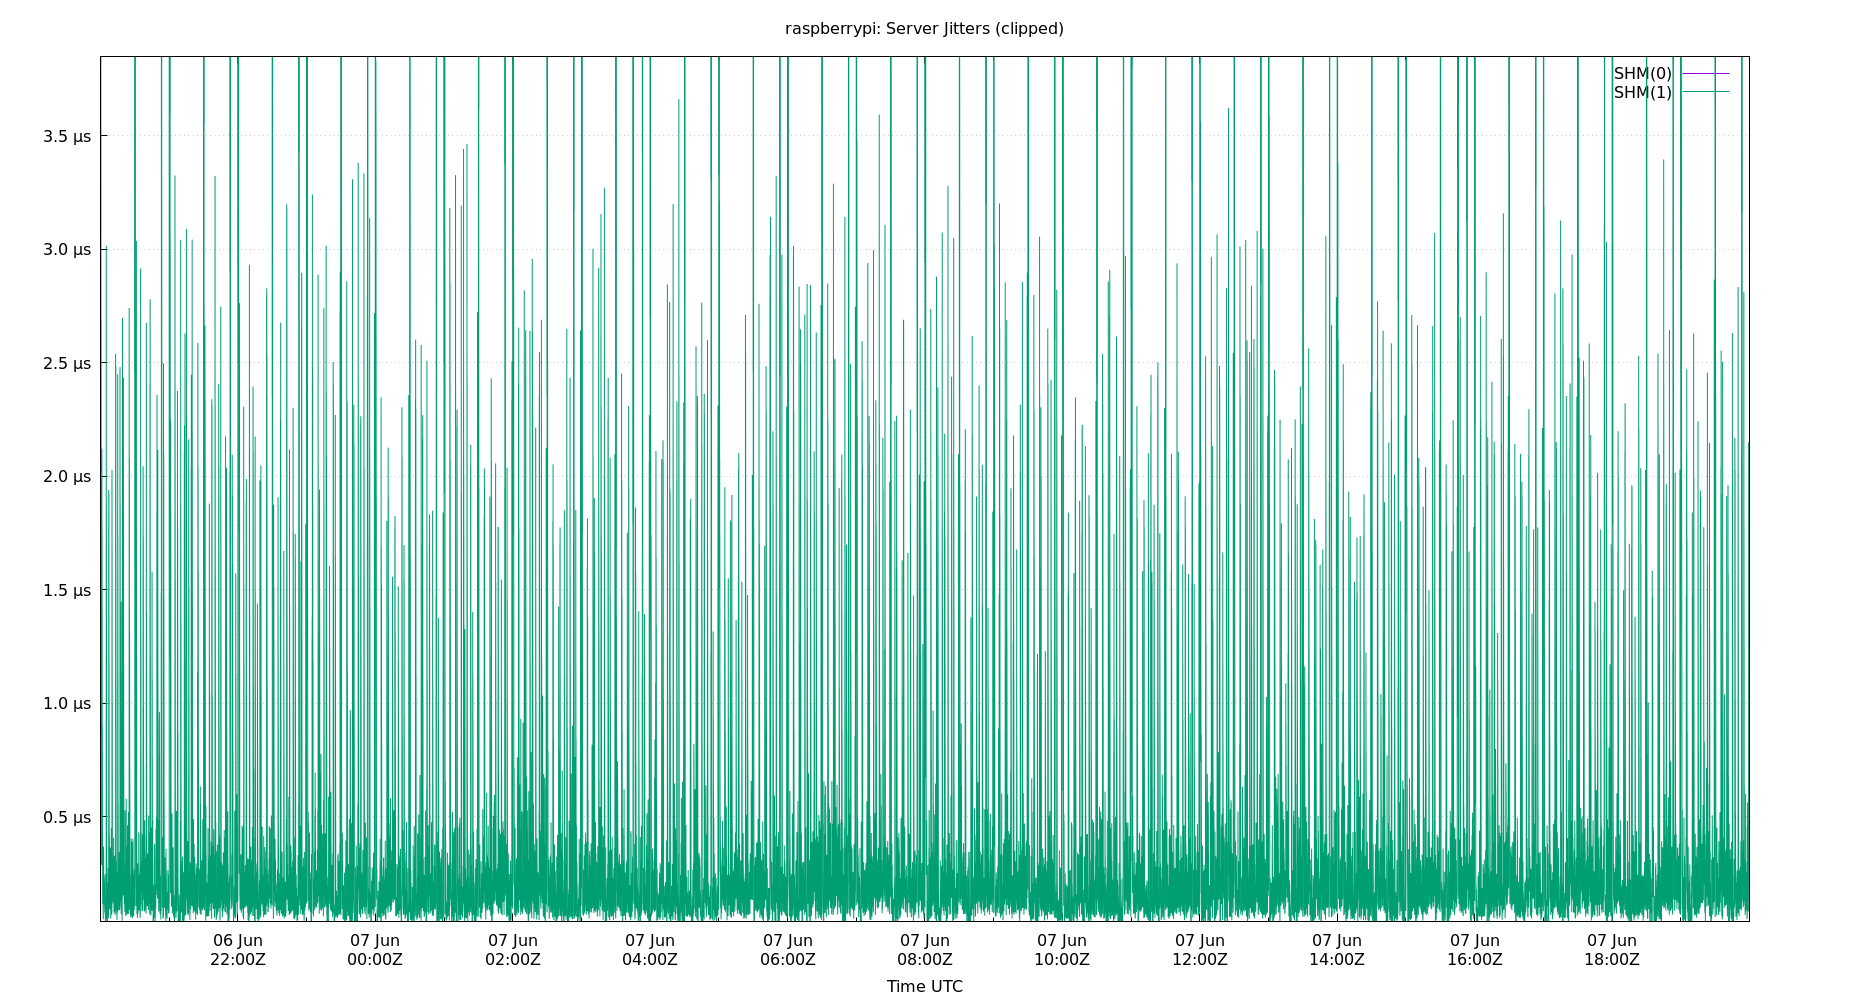 raspberrypi: Server Jitters (clipped)
SHM(0)
SHM(1)
3.5 μs
3.0 μs
2.5 μs
2.0 μs
1.5 μs
1.0 μs
0.5 μs
06 Jun 07 Jun 07 Jun 07 Jun 07 Jun 07 Jun 07 Jun 07 Jun 07 Jun 07 Jun 07 Jun
22:00Z 00:00Z 02:00Z 04:00Z 06:00Z 08:00Z 10:00Z 12:00Z 14:00Z 16:00Z 18:00Z
Time UTC